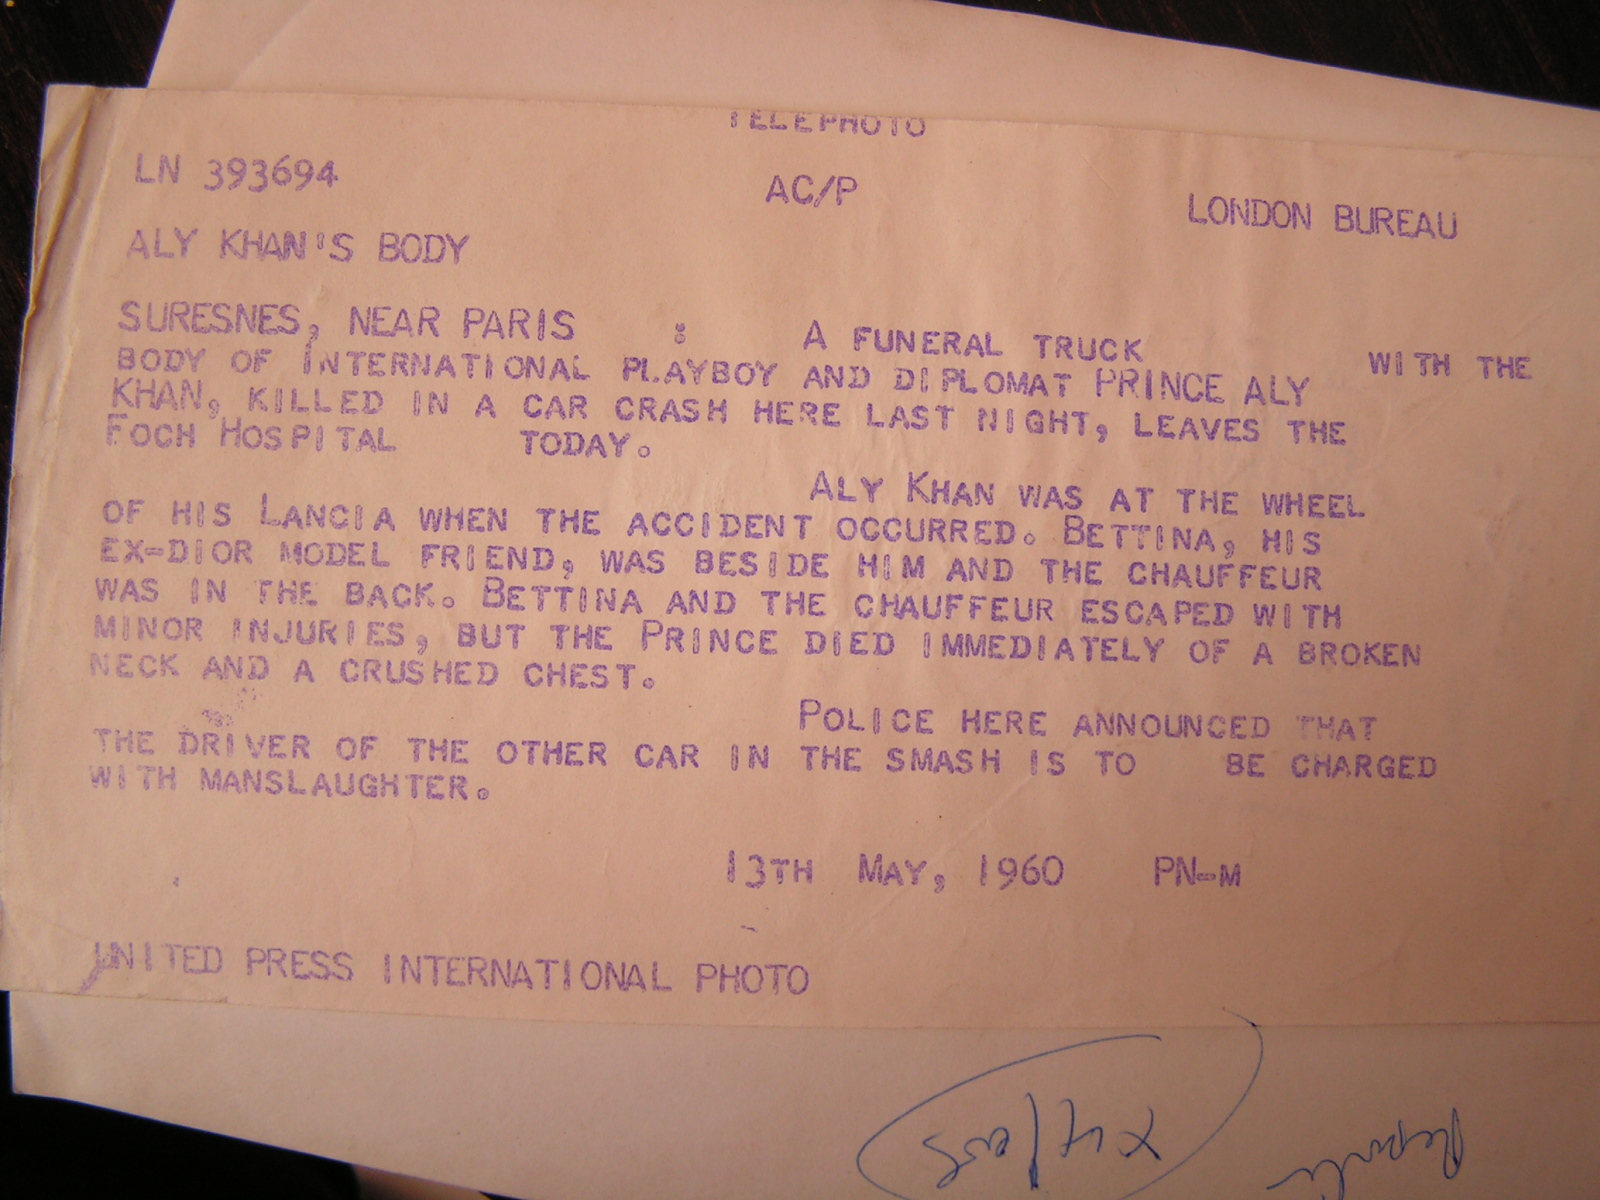 TELEPHOTO
LN 393694 AC/P LONDON BUREAU
ALY KHAN'S BODY
SURESNES, NEAR PARIS : A FUNERAL TRUCK WITH THE
BODY OF INTERNATIONAL PLAYBOY AND DIPLOMAT PRINCE ALY
KHAN, KILLED IN A CAR CRASH HERE LAST NIGHT, LEAVES THE
FOCH HOSPITAL TODAY.
ALY KHAN WAS AT THE WHEEL
OF HIS LANCIA WHEN THE ACCIDENT OCCURRED. BETTINA, HIS
EX-DIOR MODEL FRIEND, WAS BESIDE HIM AND THE CHAUFFEUR
WAS IN THE BACK. BETTINA AND THE CHAUFFEUR ESCAPED WITH
MINOR INJURIES, BUT THE PRINCE DIED IMMEDIATELY OF A BROKEN
NECK AND A CRUSHED CHEST.
POLICE HERE ANNOUNCED THAT
THE DRIVER OF THE OTHER CAR IN THE SMASH IS TO BE CHARGED
WITH MANSLAUGHTER.
13TH MAY, 1960 PN-M
UNITED PRESS INTERNATIONAL PHOTO